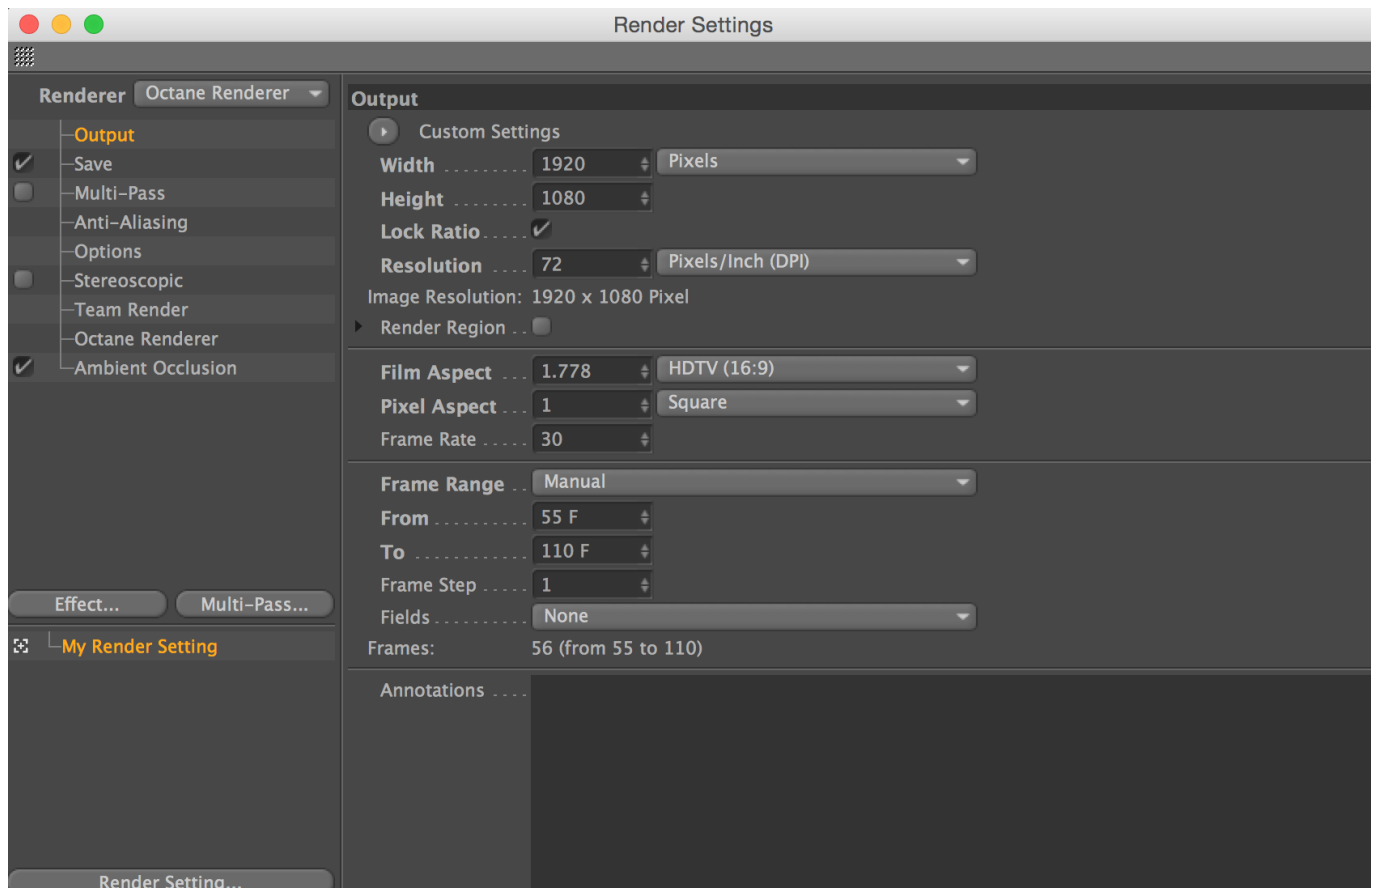 Render Settings
Renderer Octane Renderer
Output
Save
Multi-Pass
Anti-Aliasing
Options
Stereoscopic
Team Render
Octane Renderer
Ambient Occlusion
Effect... Multi-Pass...
My Render Setting
Render Setting...
Output
Custom Settings
Width 1920 Pixels
Height 1080
Lock Ratio
Resolution 72 Pixels/Inch (DPI)
Image Resolution: 1920 x 1080 Pixel
Render Region
Film Aspect 1.778 HDTV (16:9)
Pixel Aspect 1 Square
Frame Rate 30
Frame Range Manual
From 55 F
To 110 F
Frame Step 1
Fields None
Frames: 56 (from 55 to 110)
Annotations